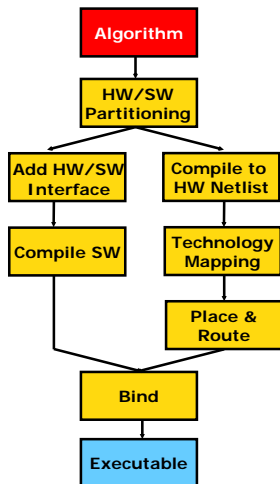 Algorithm
HW/SW
Partitioning
Add HW/SW
Interface
Compile to
HW Netlist
Compile SW
Technology
Mapping
Place &
Route
Bind
Executable